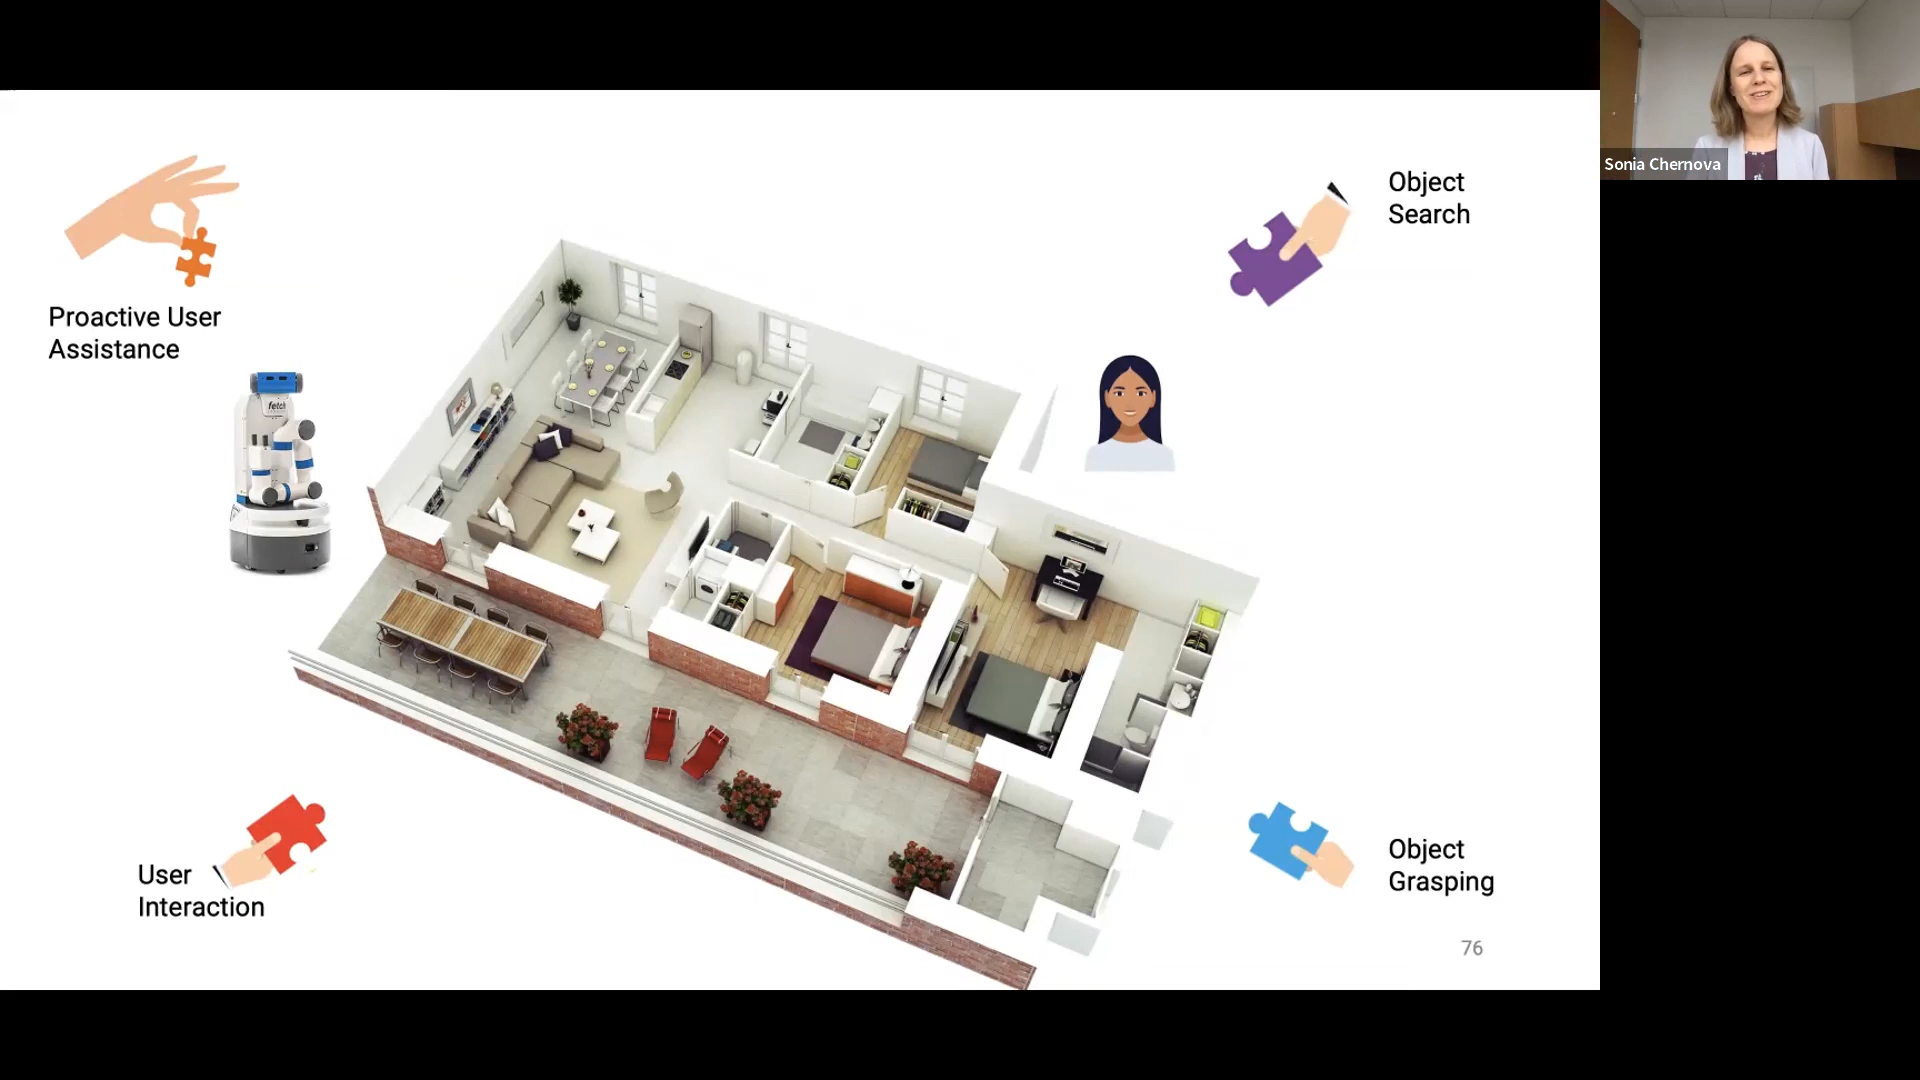 Sonia Chernova
Object
Search
Proactive User
Assistance
fetch
User
Interaction
Object
Grasping
76